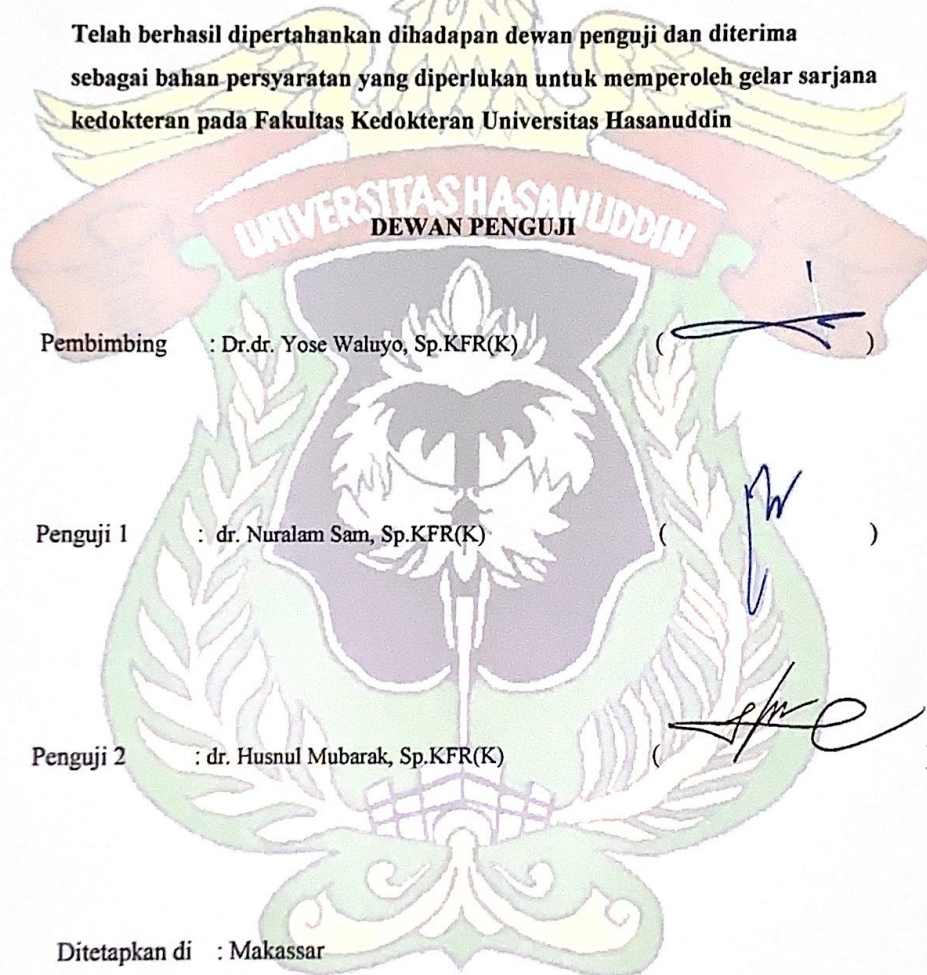 Telah berhasil dipertahankan dihadapan dewan penguji dan diterima
sebagai bahan persyaratan yang diperlukan untuk memperoleh gelar sarjana
kedokteran pada Fakultas Kedokteran Universitas Hasanuddin
UNIVERSITAS HASANUDDIN
DEWAN PENGUJI
Pembimbing : Dr.dr. Yose Waluyo, Sp.KFR(K) ( )
Penguji 1 : dr. Nuralam Sam, Sp.KFR(K) ( )
Penguji 2 : dr. Husnul Mubarak, Sp.KFR(K) ( )
Ditetapkan di : Makassar